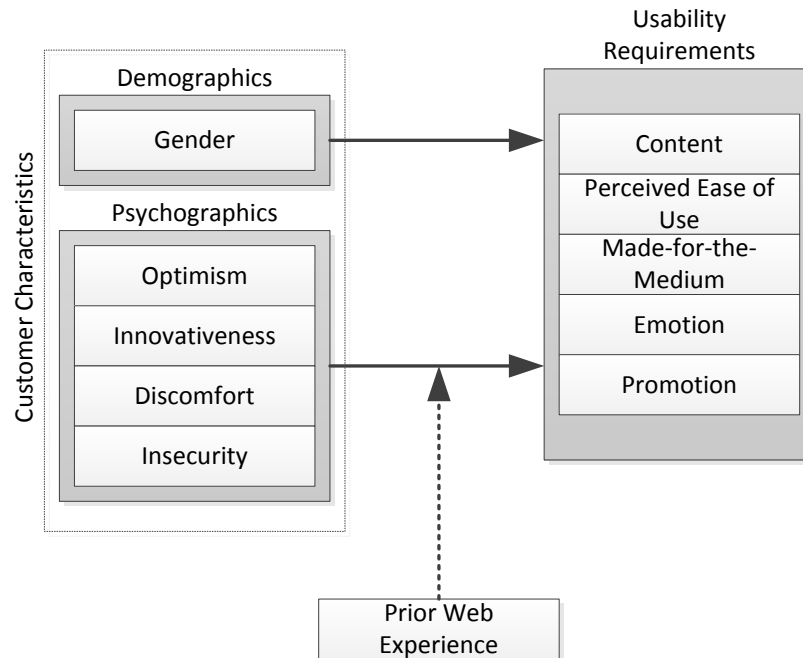 Customer Characteristics
Demographics
Gender
Psychographics
Optimism
Innovativeness
Discomfort
Insecurity
Usability
Requirements
Content
Perceived Ease of
Use
Made-for-the-
Medium
Emotion
Promotion
Prior Web
Experience